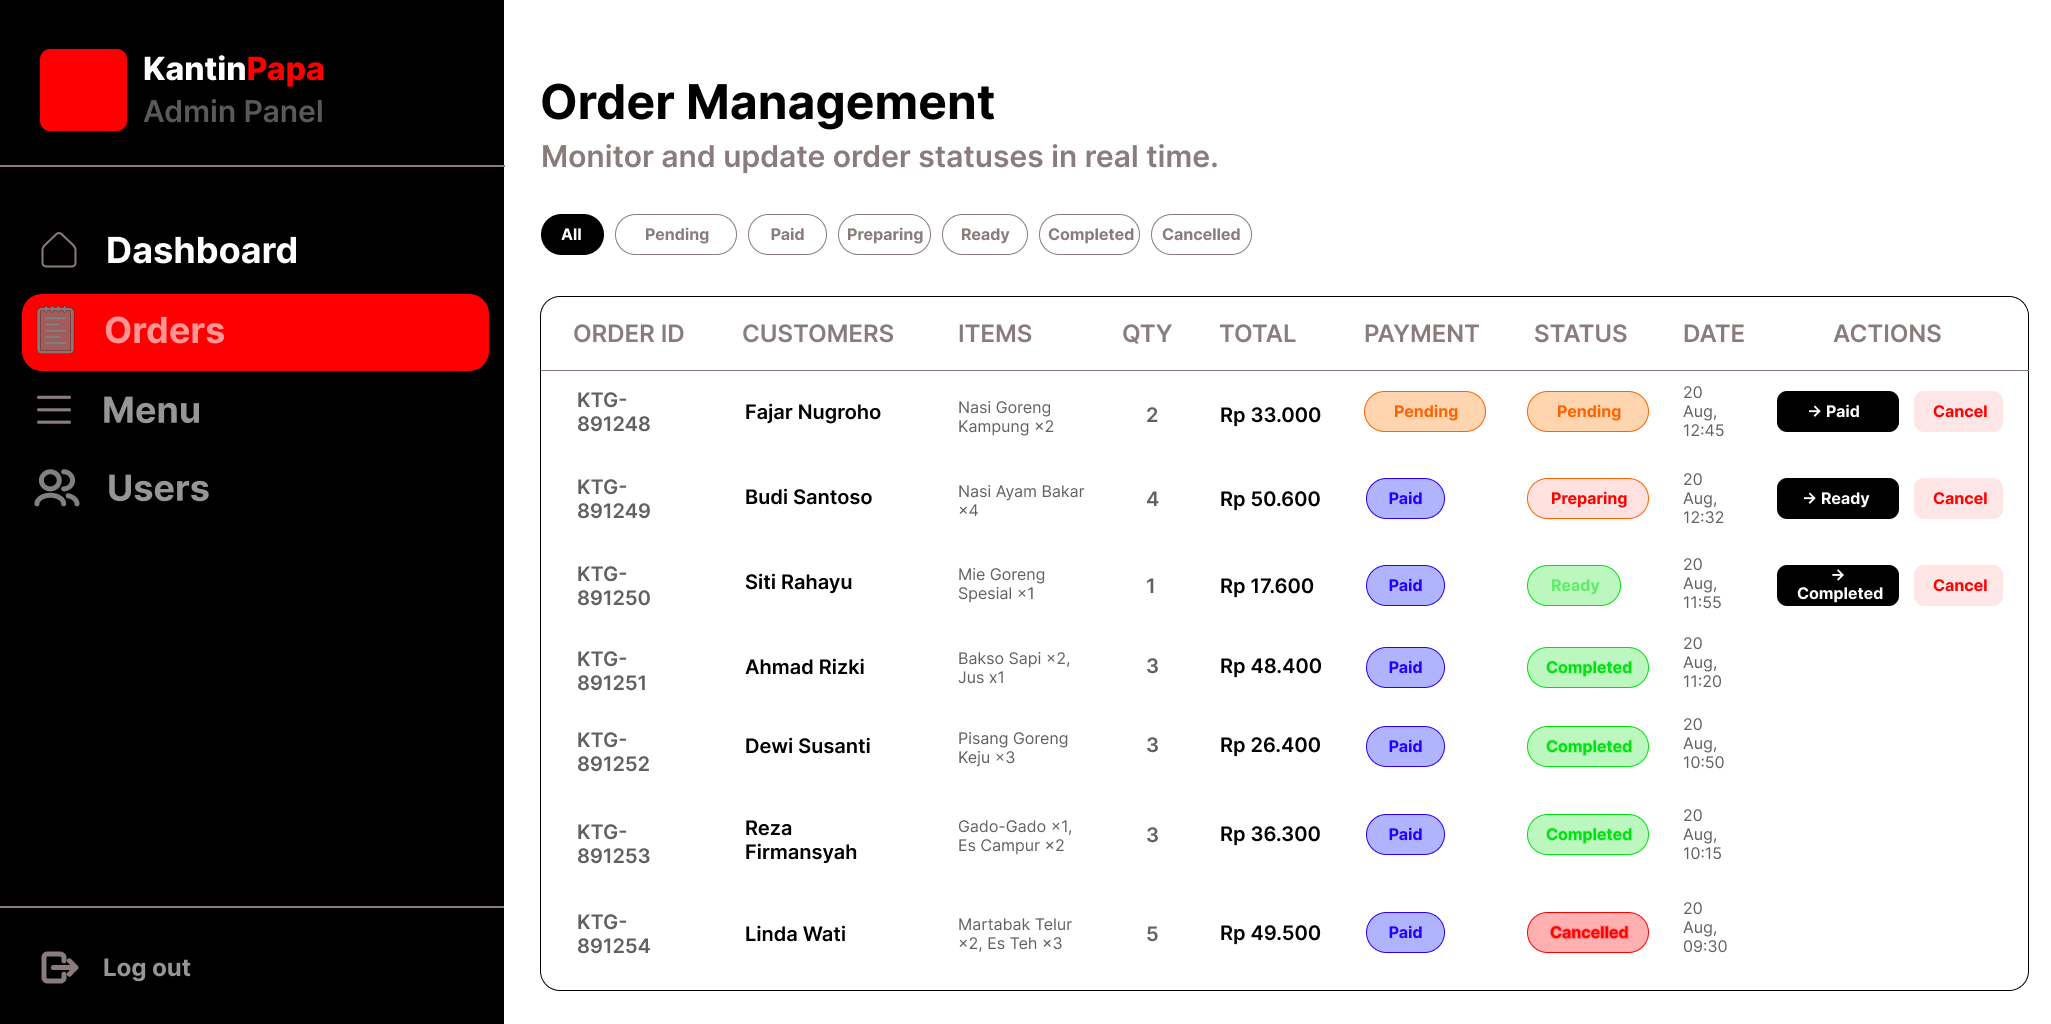 KantinPapa
Admin Panel
Dashboard
Orders
Menu
Users
Log out
Order Management
Monitor and update order statuses in real time.
All Pending Paid Preparing Ready Completed Cancelled
ORDER ID CUSTOMERS ITEMS QTY TOTAL PAYMENT STATUS DATE ACTIONS
KTG-
891248
Fajar Nugroho
Nasi Goreng
Kampung ×2
2
Rp 33.000
Pending
Pending
20
Aug,
12:45
→ Paid
Cancel
KTG-
891249
Budi Santoso
Nasi Ayam Bakar
×4
4
Rp 50.600
Paid
Preparing
20
Aug,
12:32
→ Ready
Cancel
KTG-
891250
Siti Rahayu
Mie Goreng
Spesial ×1
1
Rp 17.600
Paid
Ready
20
Aug,
11:55
→
Completed
Cancel
KTG-
891251
Ahmad Rizki
Bakso Sapi ×2,
Jus x1
3
Rp 48.400
Paid
Completed
20
Aug,
11:20
KTG-
891252
Dewi Susanti
Pisang Goreng
Keju ×3
3
Rp 26.400
Paid
Completed
20
Aug,
10:50
KTG-
891253
Reza
Firmansyah
Gado-Gado ×1,
Es Campur ×2
3
Rp 36.300
Paid
Completed
20
Aug,
10:15
KTG-
891254
Linda Wati
Martabak Telur
×2, Es Teh ×3
5
Rp 49.500
Paid
Cancelled
20
Aug,
09:30